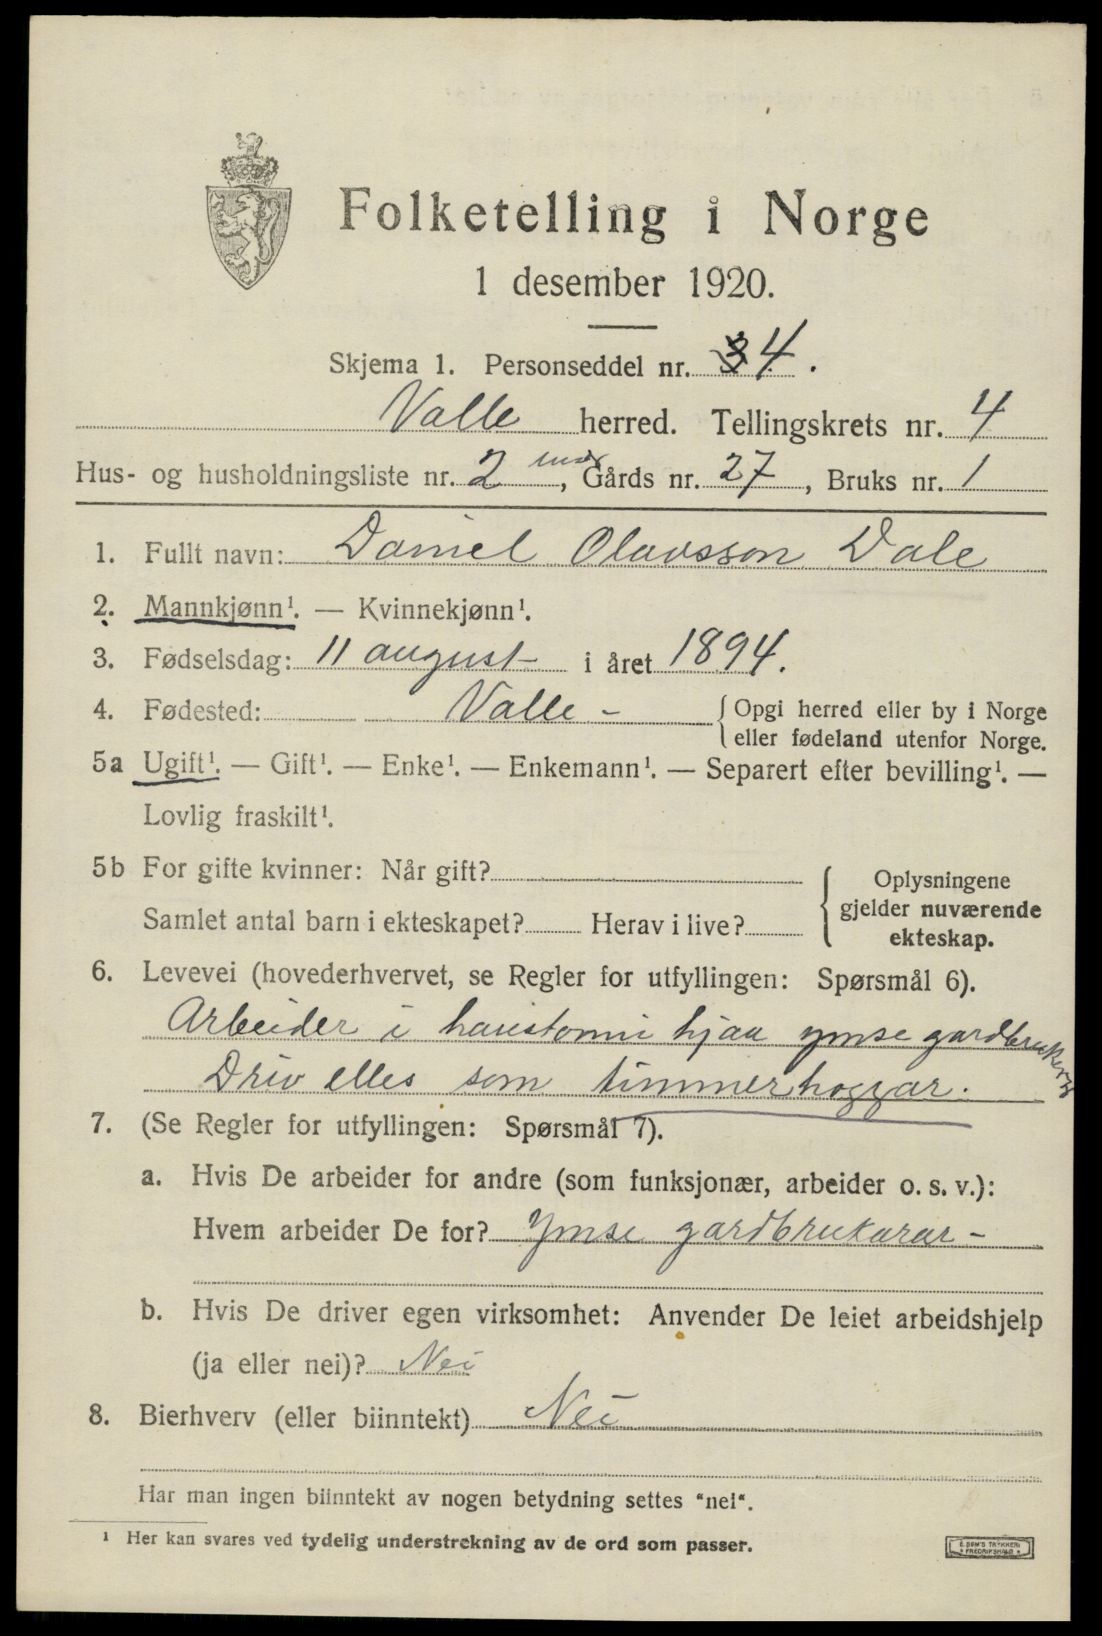 Folketelling i Norge
1 desember 1920.
Skjema 1. Personseddel nr. 4.
Valle herred. Tellingskrets nr. 4
Hus- og husholdningsliste nr. 2, Gårds nr. 27, Bruks nr. 1
1. Fullt navn: Daniel Olavsson Dale
2. Mannkjønn¹. — Kvinnekjønn¹.
3. Fødselsdag: 11 august i året 1894.
4. Fødested: Valle - { Opgi herred eller by i Norge
eller fødeland utenfor Norge.
5a Ugift¹. — Gift¹. — Enke¹. — Enkemann¹. — Separert efter bevilling¹. —
Lovlig fraskilt¹.
5b For gifte kvinner: Når gift?
Samlet antal barn i ekteskapet? Herav i live?
{ Oplysningene
gjelder nuværende
ekteskap.
6. Levevei (hovederhvervet, se Regler for utfyllingen: Spørsmål 6).
Arbeider i haustonni hjaa ymse gardbrukarar
Driv elles som timmerhoggar.
7. (Se Regler for utfyllingen: Spørsmål 7).
a. Hvis De arbeider for andre (som funksjonær, arbeider o. s. v.):
Hvem arbeider De for? Ymse gardbrukarar -
b. Hvis De driver egen virksomhet: Anvender De leiet arbeidshjelp
(ja eller nei)? Nei
8. Bierhverv (eller biinntekt) Nei
Har man ingen biinntekt av nogen betydning settes "nei".
¹ Her kan svares ved tydelig understrekning av de ord som passer.
E. SEM'S TRYKKERI
FREDRIKSHALD